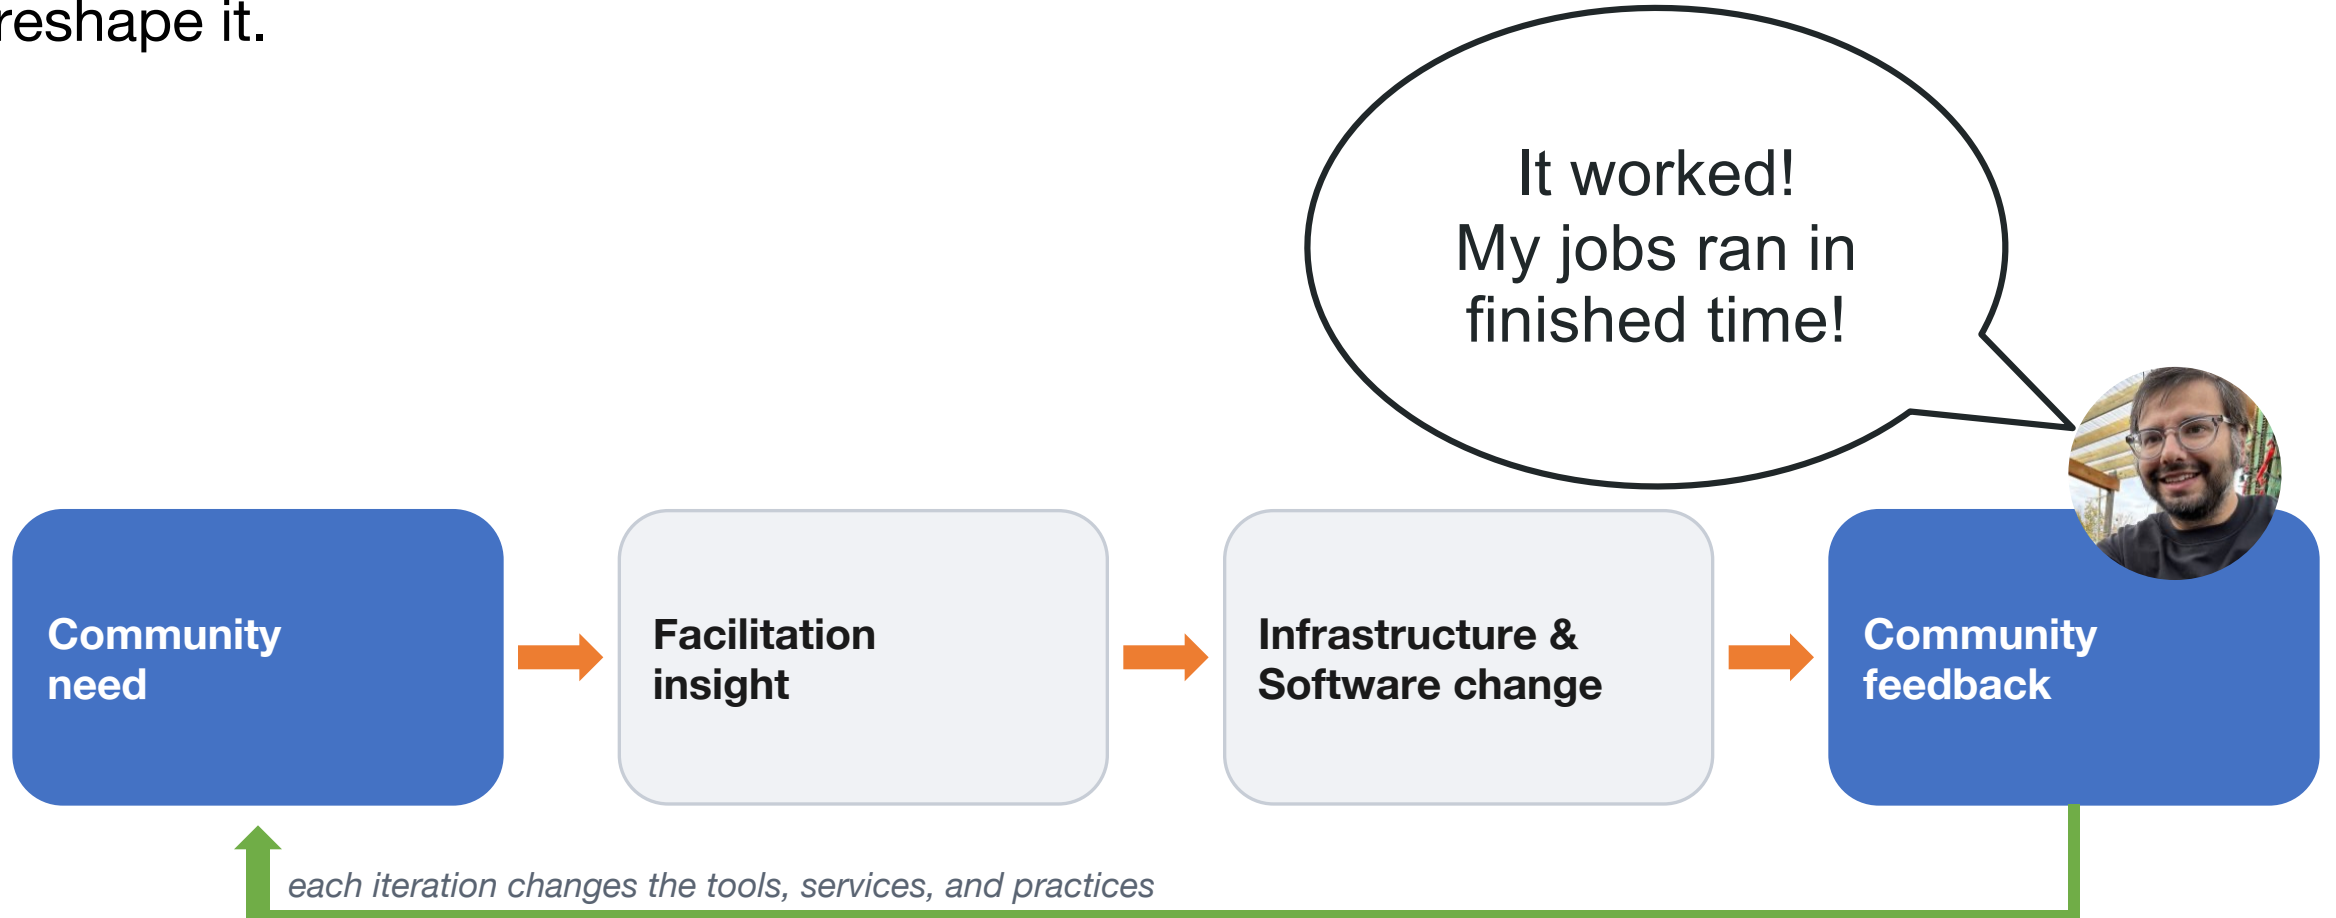 reshape it.
It worked!
My jobs ran in
finished time!
Community
need
Facilitation
insight
Infrastructure &
Software change
Community
feedback
each iteration changes the tools, services, and practices